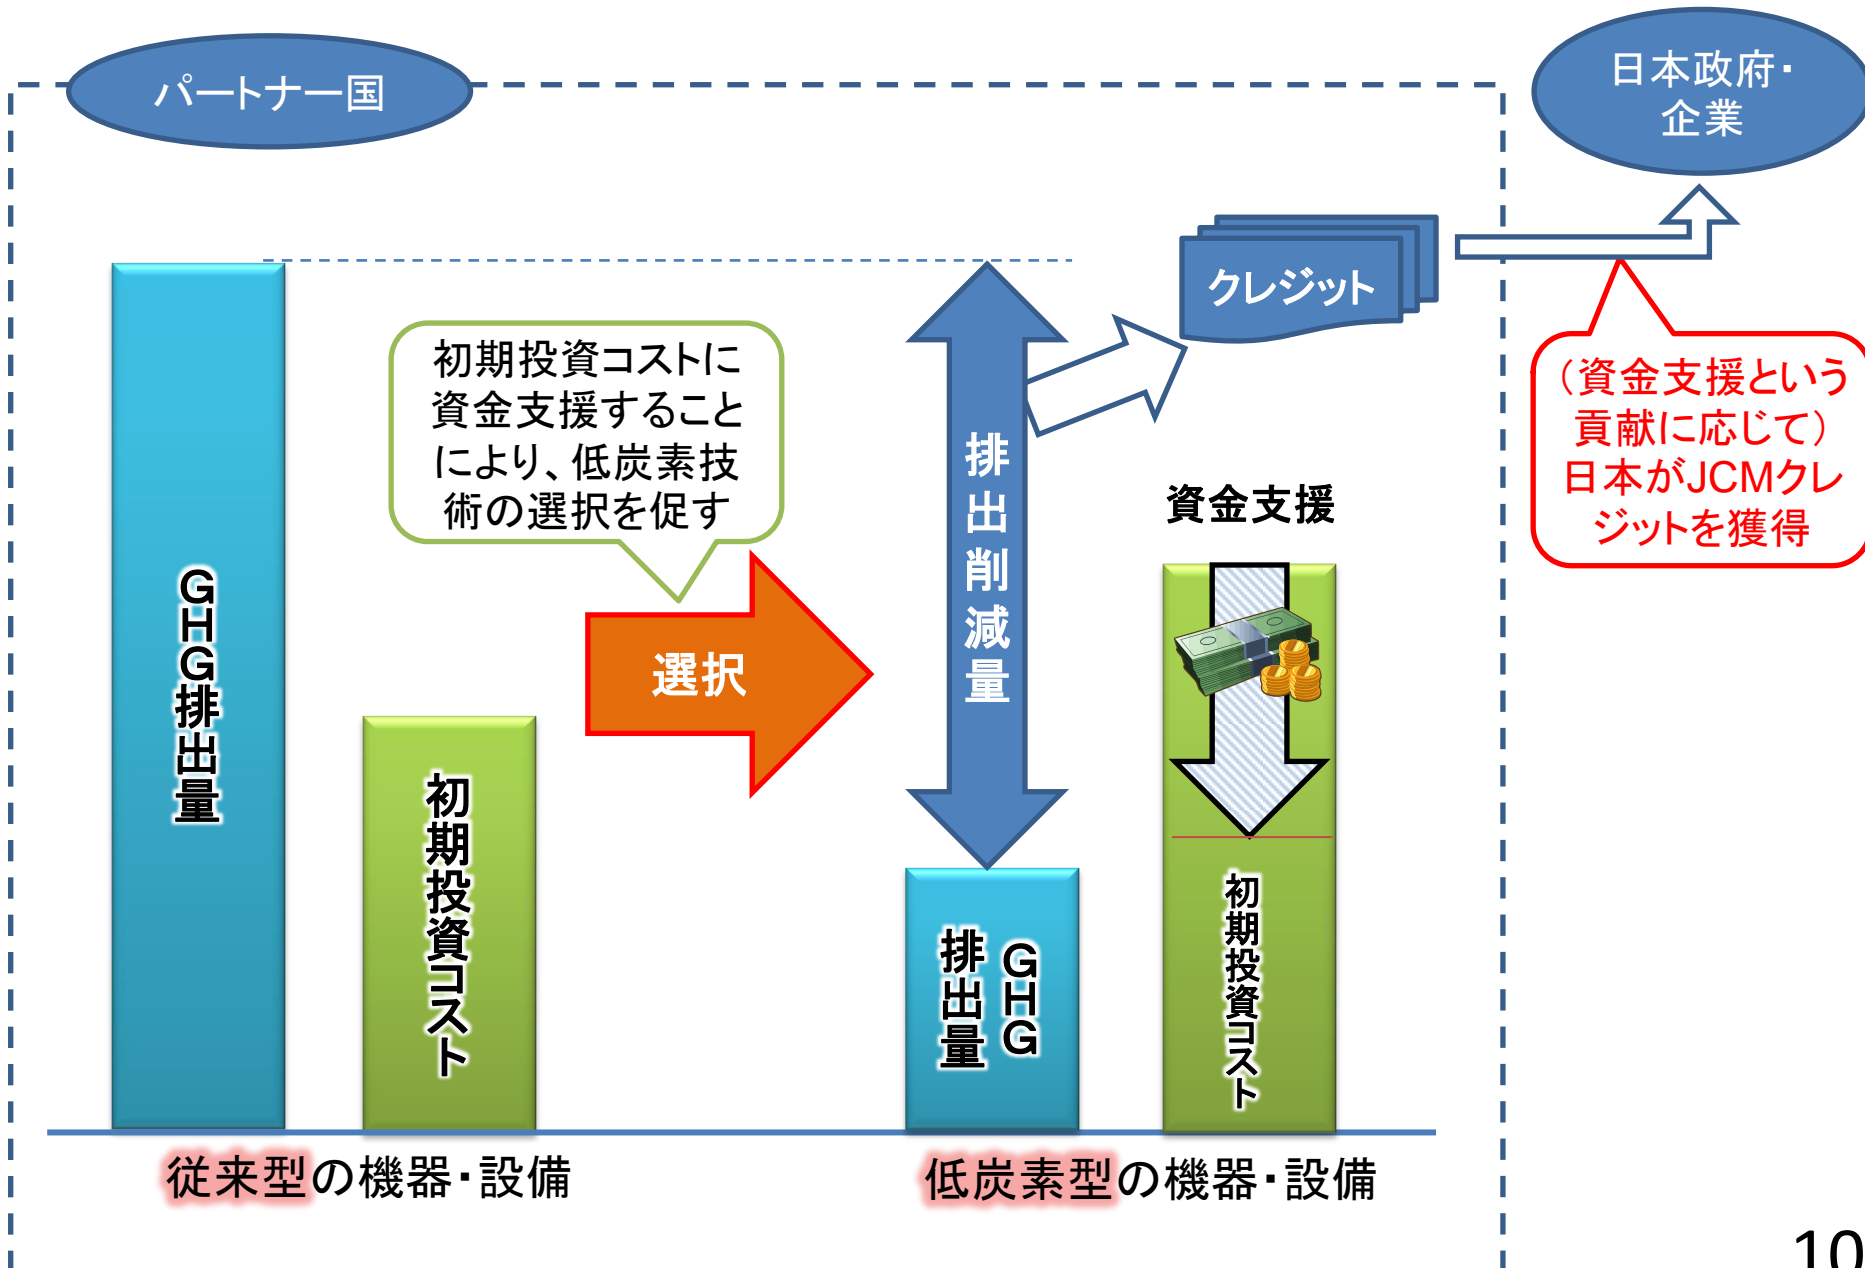 パートナー国
日本政府・
企業
クレジット
初期投資コストに
資金支援すること
により、低炭素技
術の選択を促す
（資金支援という
貢献に応じて）
日本がJCMクレ
ジットを獲得
資金支援
選択
排出削減量
GHG排出量
初期投資コスト
GHG
排出量
初期投資コスト
従来型の機器・設備
低炭素型の機器・設備
10